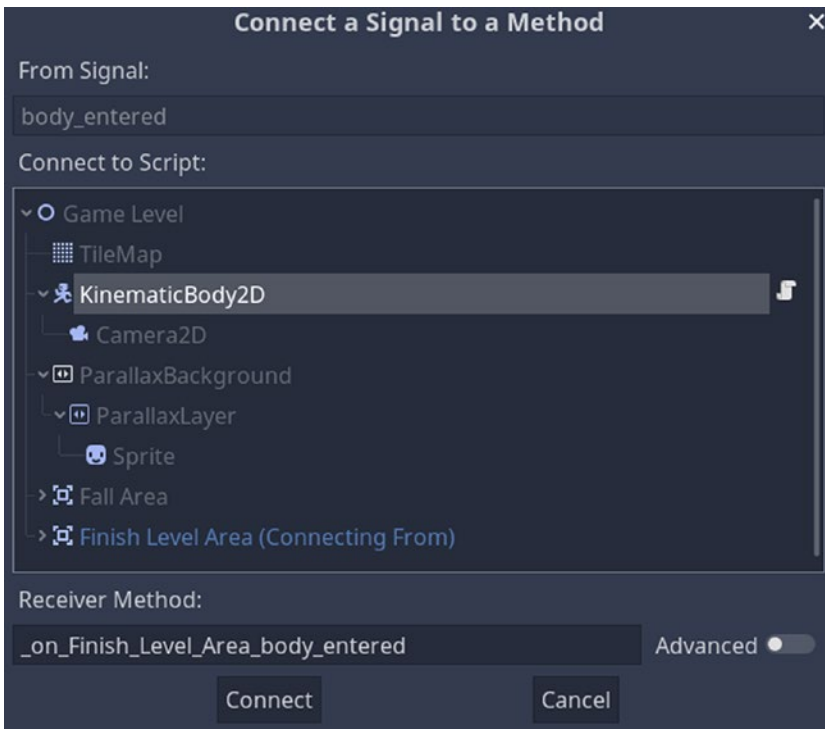 Connect a Signal to a Method
From Signal:
body_entered
Connect to Script:
Game Level
TileMap
KinematicBody2D
Camera2D
ParallaxBackground
ParallaxLayer
Sprite
Fall Area
Finish Level Area (Connecting From)
Receiver Method:
_on_Finish_Level_Area_body_entered Advanced
Connect Cancel